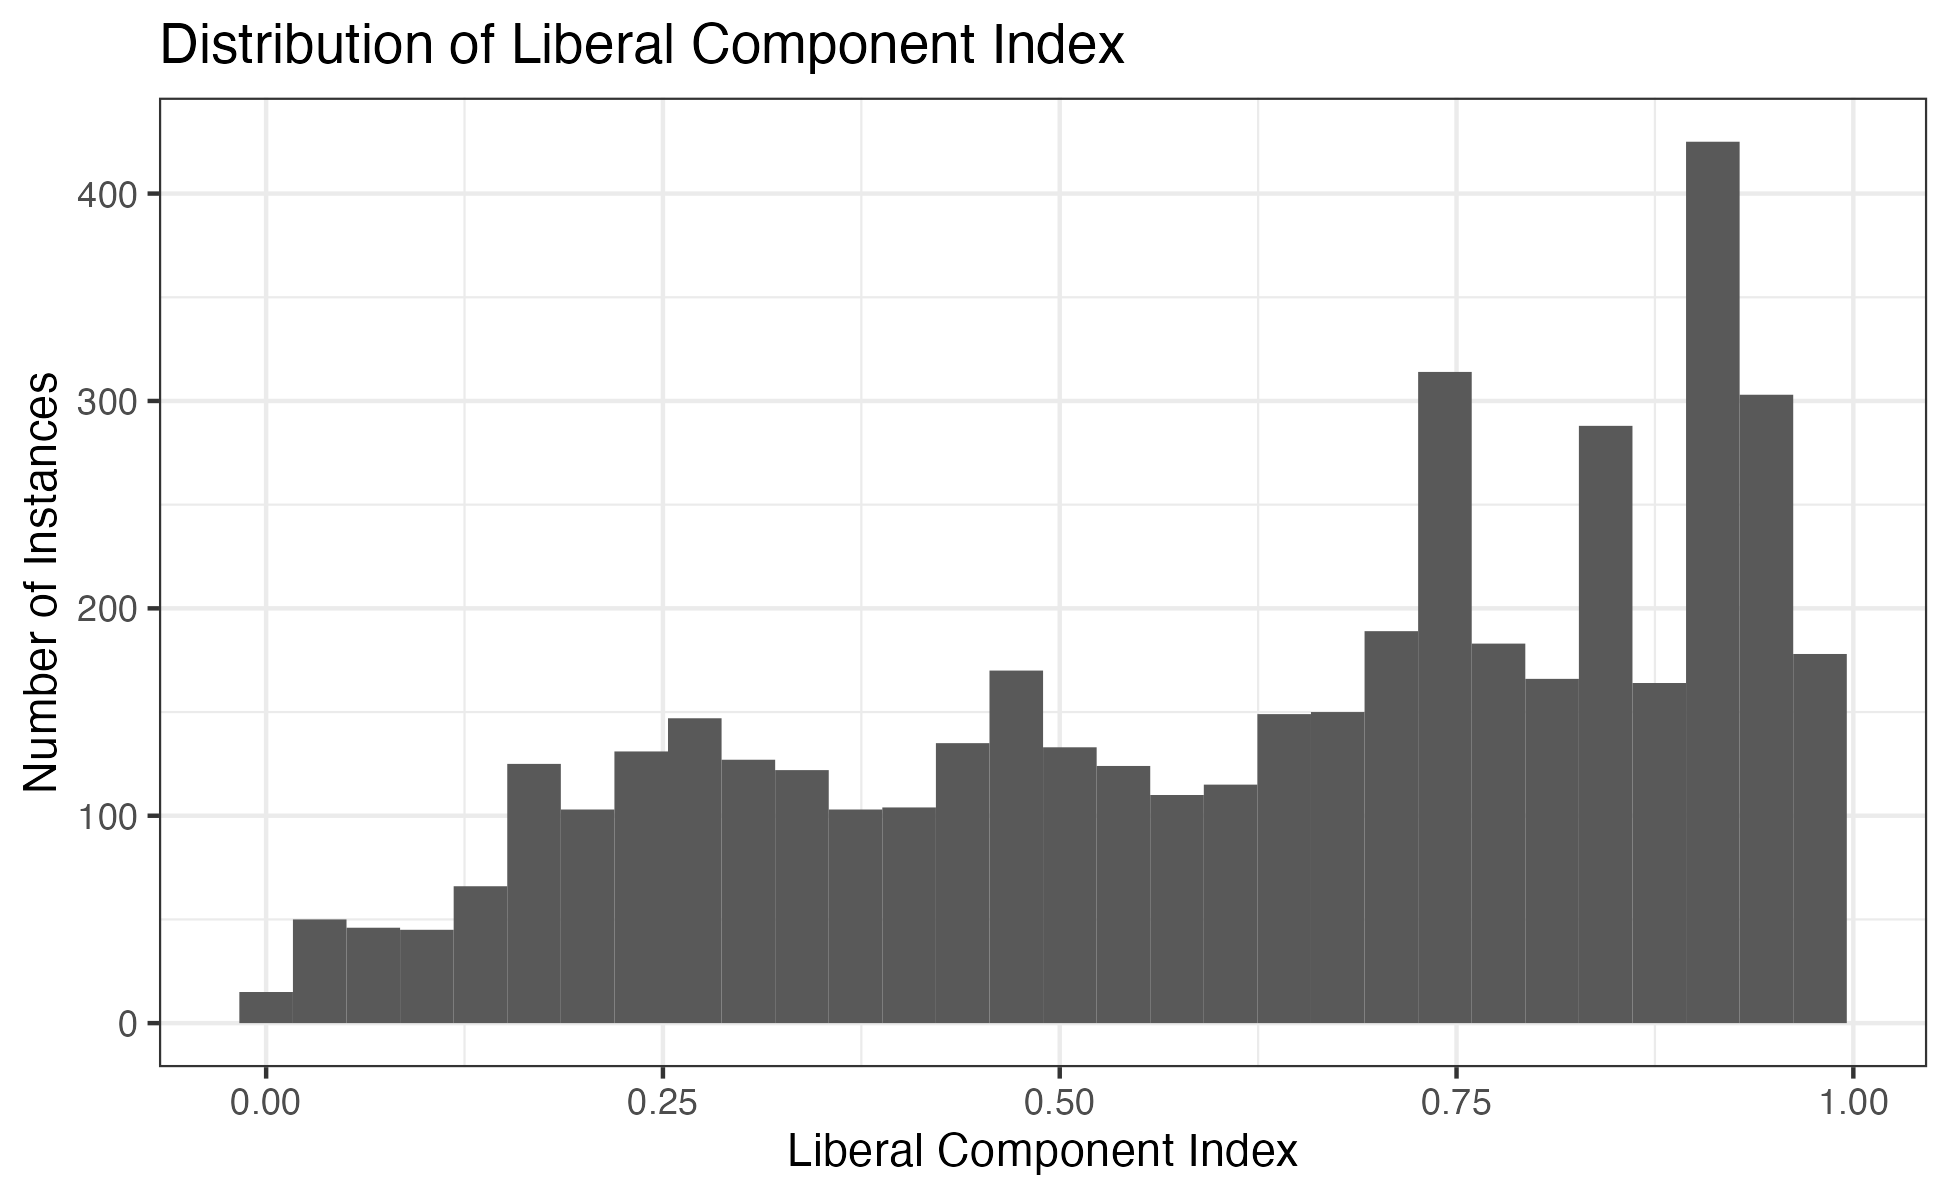 Distribution of Liberal Component Index
400
300
200
100
0
Number of Instances
0.00 0.25 0.50 0.75 1.00
Liberal Component Index